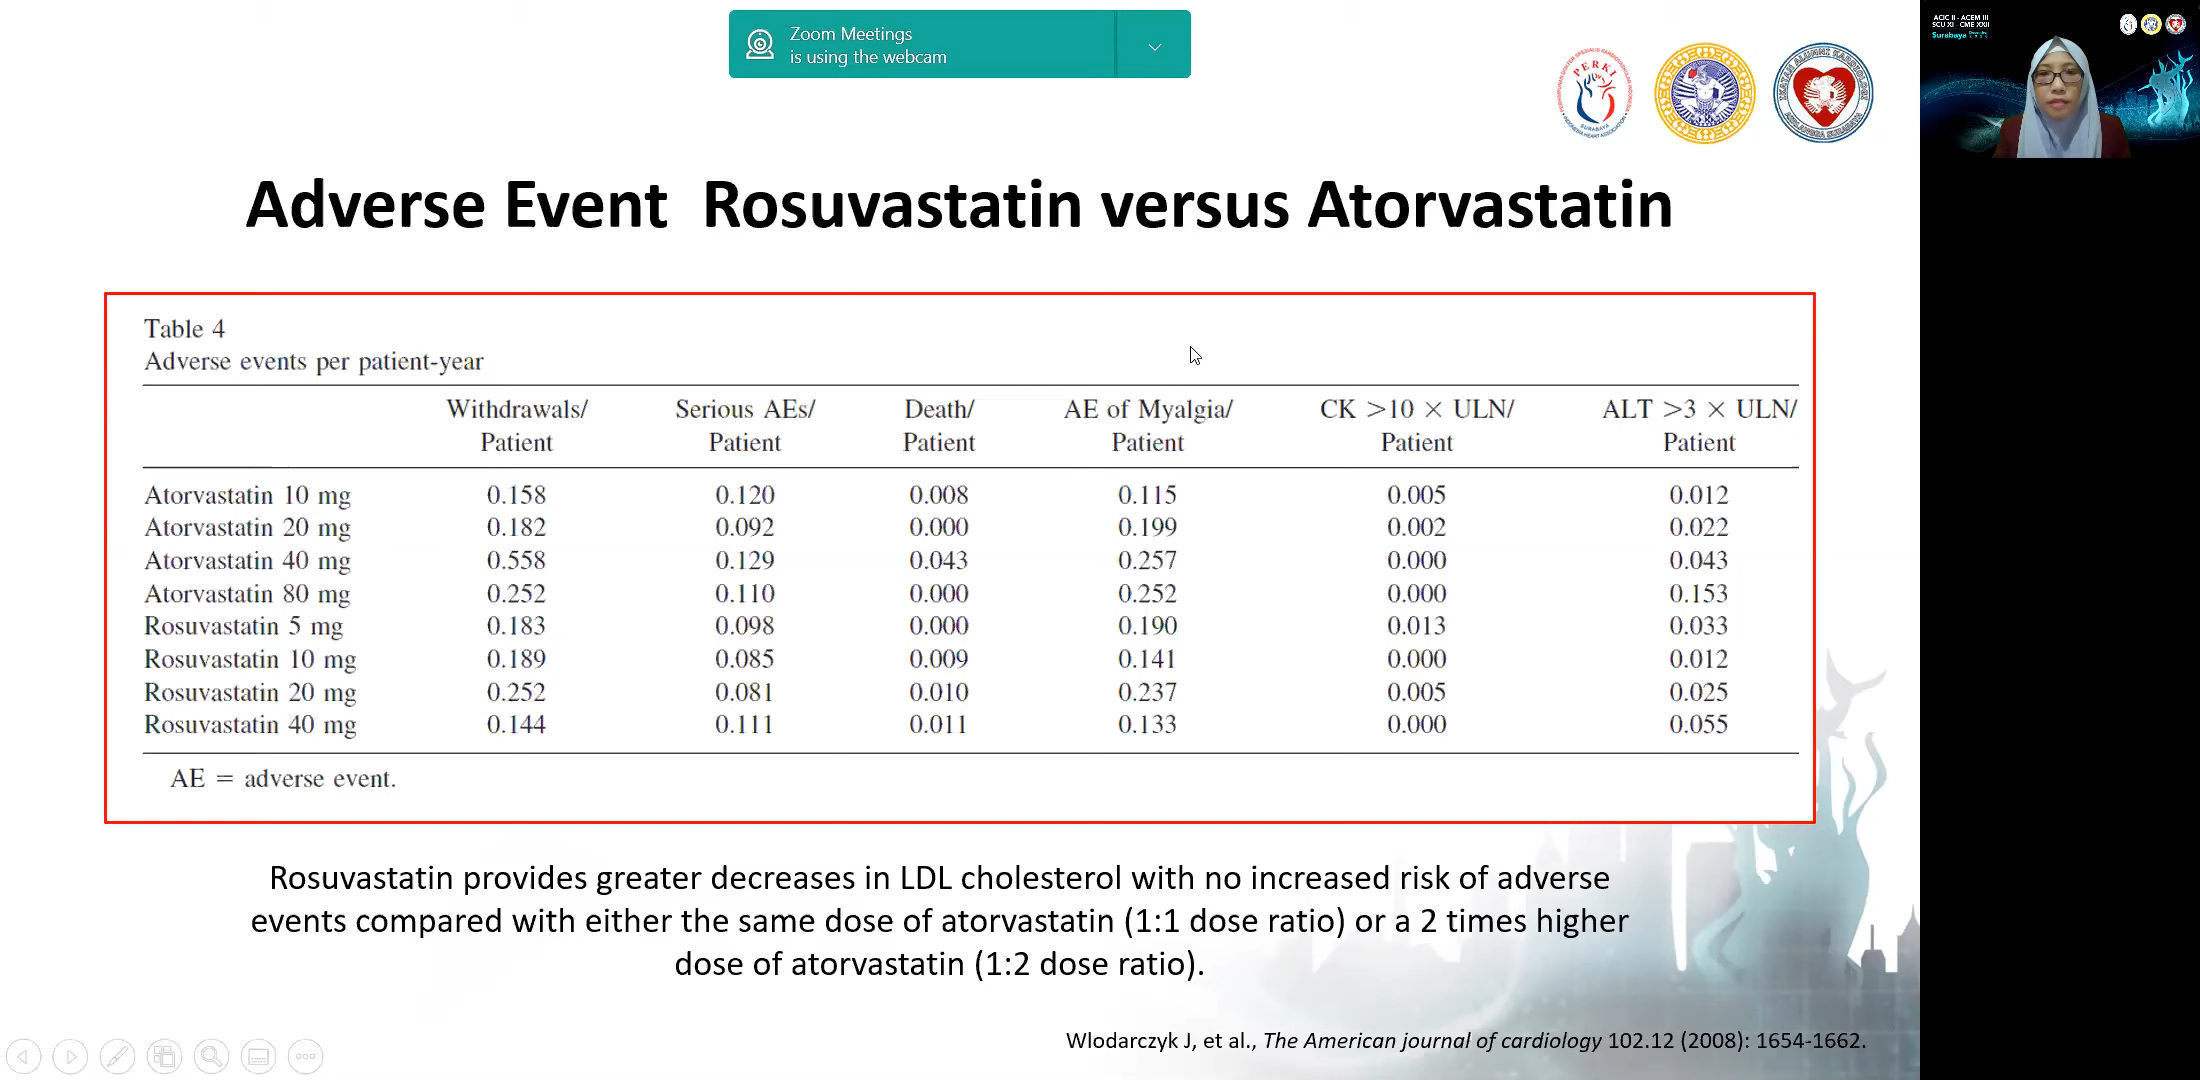 Zoom Meetings
is using the webcam
PERKI
SURABAYA
ACIC II - ACEM III
SCU XI - CME XXII
Surabaya
Adverse Event Rosuvastatin versus Atorvastatin
Table 4
Adverse events per patient-year
Withdrawals/ Serious AEs/ Death/ AE of Myalgia/ CK >10 × ULN/ ALT >3 × ULN/
Patient Patient Patient Patient Patient Patient
Atorvastatin 10 mg 0.158 0.120 0.008 0.115 0.005 0.012
Atorvastatin 20 mg 0.182 0.092 0.000 0.199 0.002 0.022
Atorvastatin 40 mg 0.558 0.129 0.043 0.257 0.000 0.043
Atorvastatin 80 mg 0.252 0.110 0.000 0.252 0.000 0.153
Rosuvastatin 5 mg 0.183 0.098 0.000 0.190 0.013 0.033
Rosuvastatin 10 mg 0.189 0.085 0.009 0.141 0.000 0.012
Rosuvastatin 20 mg 0.252 0.081 0.010 0.237 0.005 0.025
Rosuvastatin 40 mg 0.144 0.111 0.011 0.133 0.000 0.055
AE = adverse event.
Rosuvastatin provides greater decreases in LDL cholesterol with no increased risk of adverse
events compared with either the same dose of atorvastatin (1:1 dose ratio) or a 2 times higher
dose of atorvastatin (1:2 dose ratio).
Wlodarczyk J, et al., The American journal of cardiology 102.12 (2008): 1654-1662.